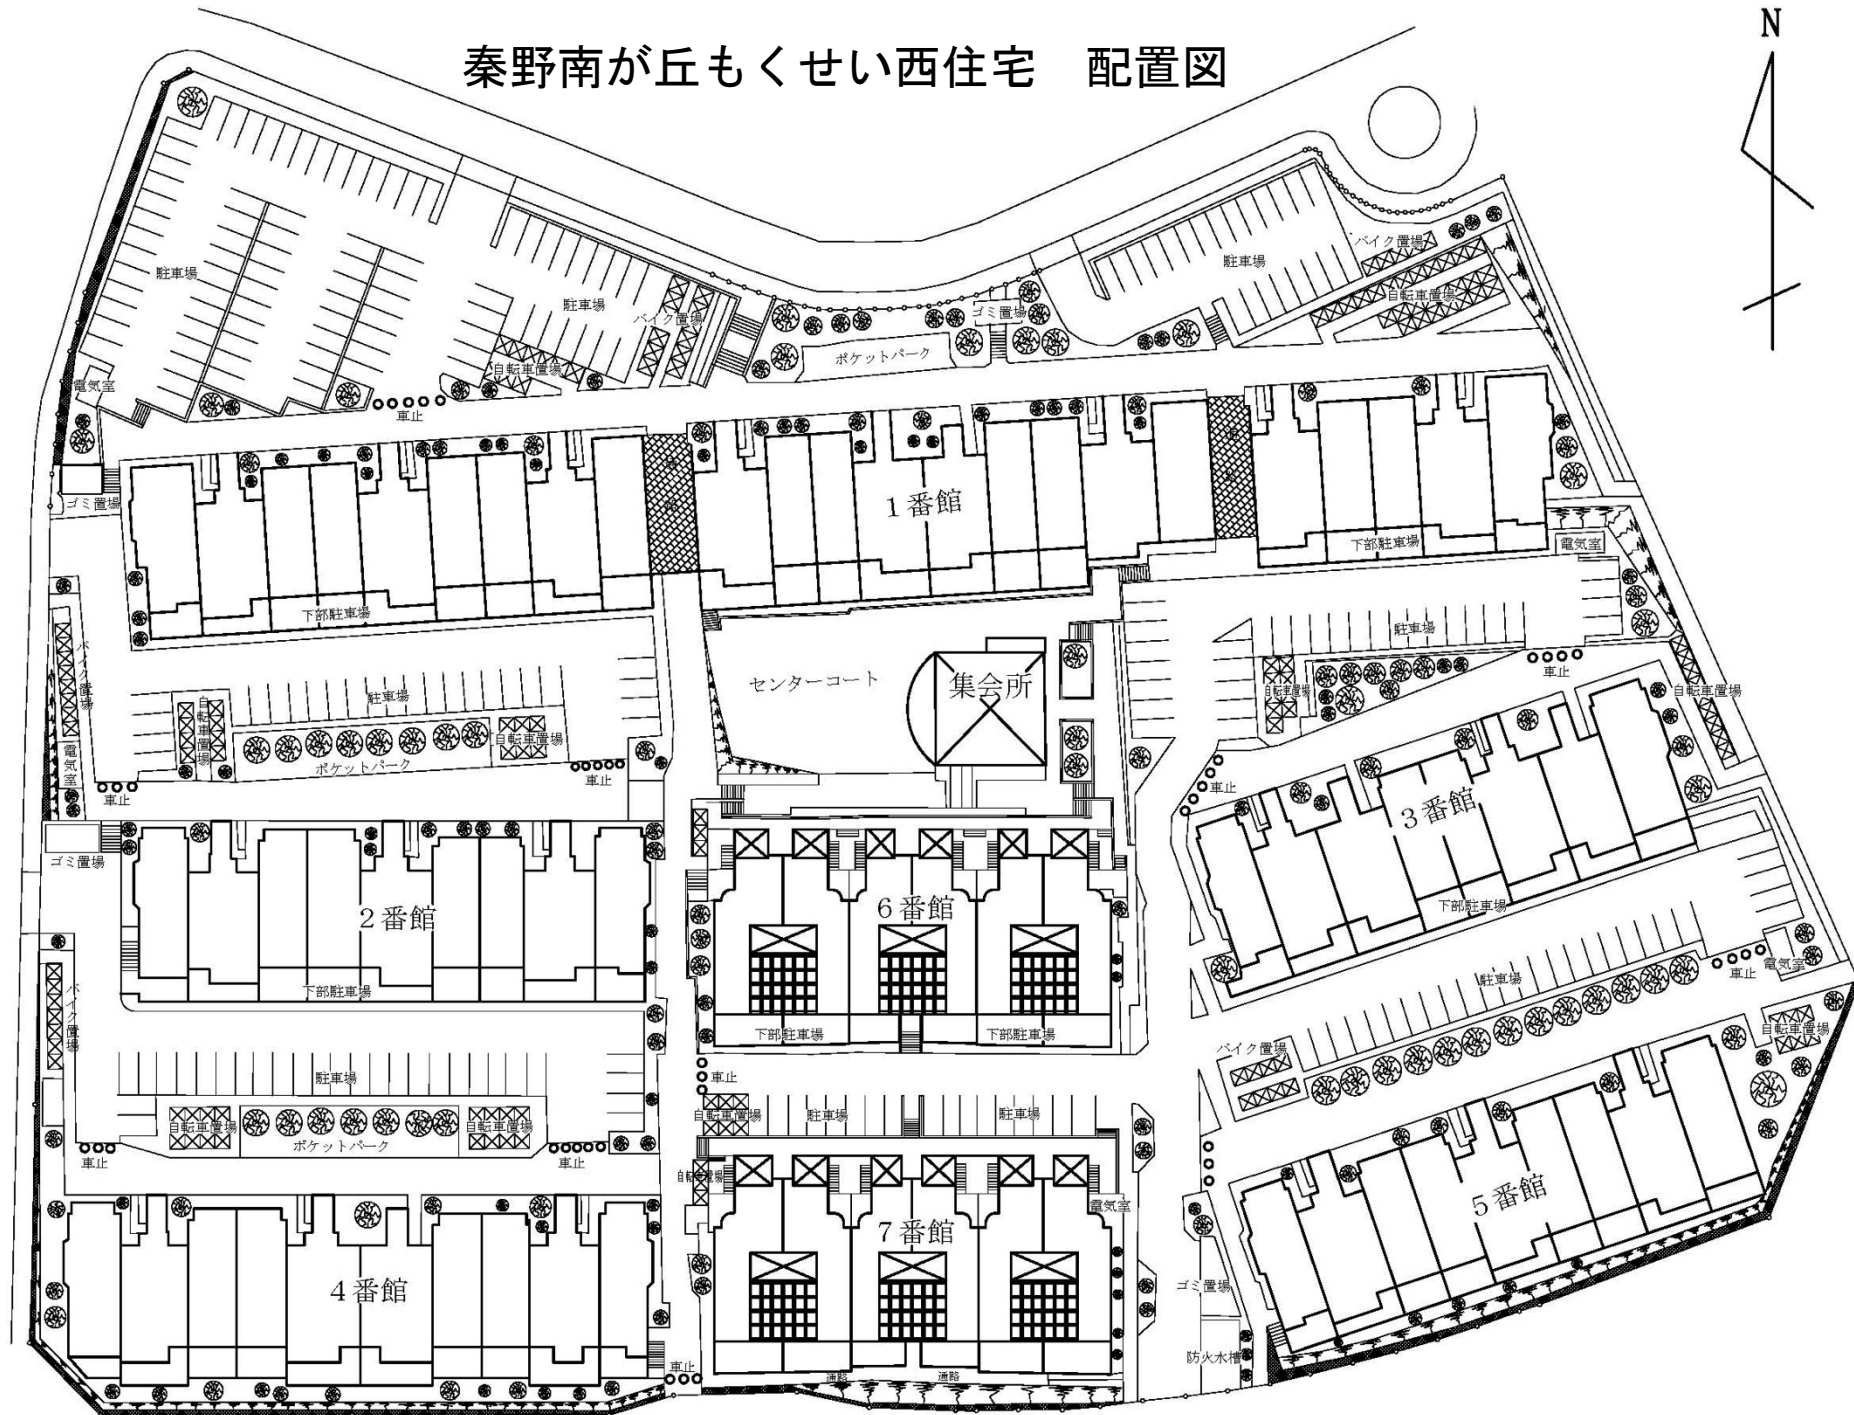 秦野南が丘もくせい西住宅　配置図
N
駐車場
駐車場
バイク置場
自転車置場
電気室
車止
ゴミ置場
ポケットパーク
ゴミ置場
駐車場
バイク置場
自転車置場
1番館
下部駐車場
下部駐車場
電気室
バイク置場
電気室
駐車場
自転車置場
自転車置場
ポケットパーク
車止
車止
センターコート
集会所
駐車場
自転車置場
車止
自転車置場
車止
3番館
下部駐車場
ゴミ置場
2番館
下部駐車場
6番館
下部駐車場
下部駐車場
駐車場
車止
電気室
自転車置場
バイク置場
バイク置場
駐車場
自転車置場
自転車置場
ポケットパーク
車止
車止
車止
自転車置場
駐車場
駐車場
自転車置場
電気室
4番館
7番館
5番館
ゴミ置場
防火水槽
車止
通路
通路